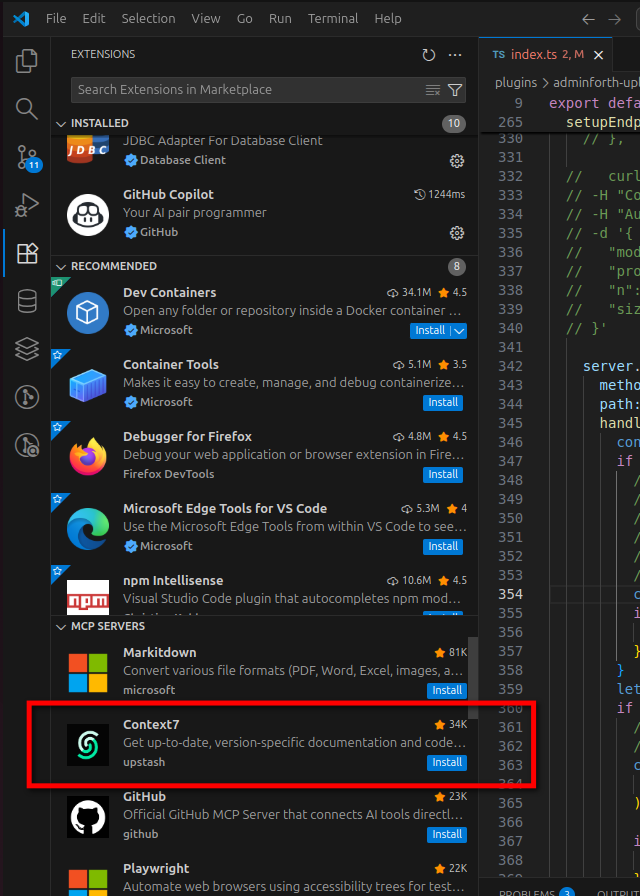 File Edit Selection View Go Run Terminal Help
EXTENSIONS
Search Extensions in Marketplace
INSTALLED 10
JDBC
JDBC Adapter For Database Client
Database Client
GitHub Copilot 1244ms
Your AI pair programmer
GitHub
11
RECOMMENDED 8
Dev Containers 34.1M 4.5
Open any folder or repository inside a Docker container ...
Microsoft Install
Container Tools 5.1M 3.5
Makes it easy to create, manage, and debug containerize...
Microsoft Install
Debugger for Firefox 4.8M 4.5
Debug your web application or browser extension in Fire...
Firefox DevTools Install
Microsoft Edge Tools for VS Code 5.3M 4
Use the Microsoft Edge Tools from within VS Code to see...
Microsoft Install
npm Intellisense 10.6M 4.5
npm
Visual Studio Code plugin that autocompletes npm mod...
MCP SERVERS
Markitdown 81K
Convert various file formats (PDF, Word, Excel, images, a...
microsoft Install
Context7 34K
Get up-to-date, version-specific documentation and code...
upstash Install
GitHub 23K
Official GitHub MCP Server that connects AI tools directl...
github Install
Playwright 22K
Automate web browsers using accessibility trees for test...
TS index.ts 2, M
plugins > adminforth-upl
9 export defa
265 setupEndp
330 // },
331
332 // curl
333 // -H "Co
334 // -H "Au
335 // -d '{
336 // "mod
337 // "pro
338 // "n":
339 // "siz
340 // }'
341
342 server.
343 metho
344 path:
345 handl
346 con
347 if
348 /
349 /
350 /
351 /
352 /
353 /
354 c
355 i
356
357 }
358 }
359 let
360 if
361 /
362 /
363 c
364
365 )
366
367 i
368
PROBLEMS 3 OUTPUT